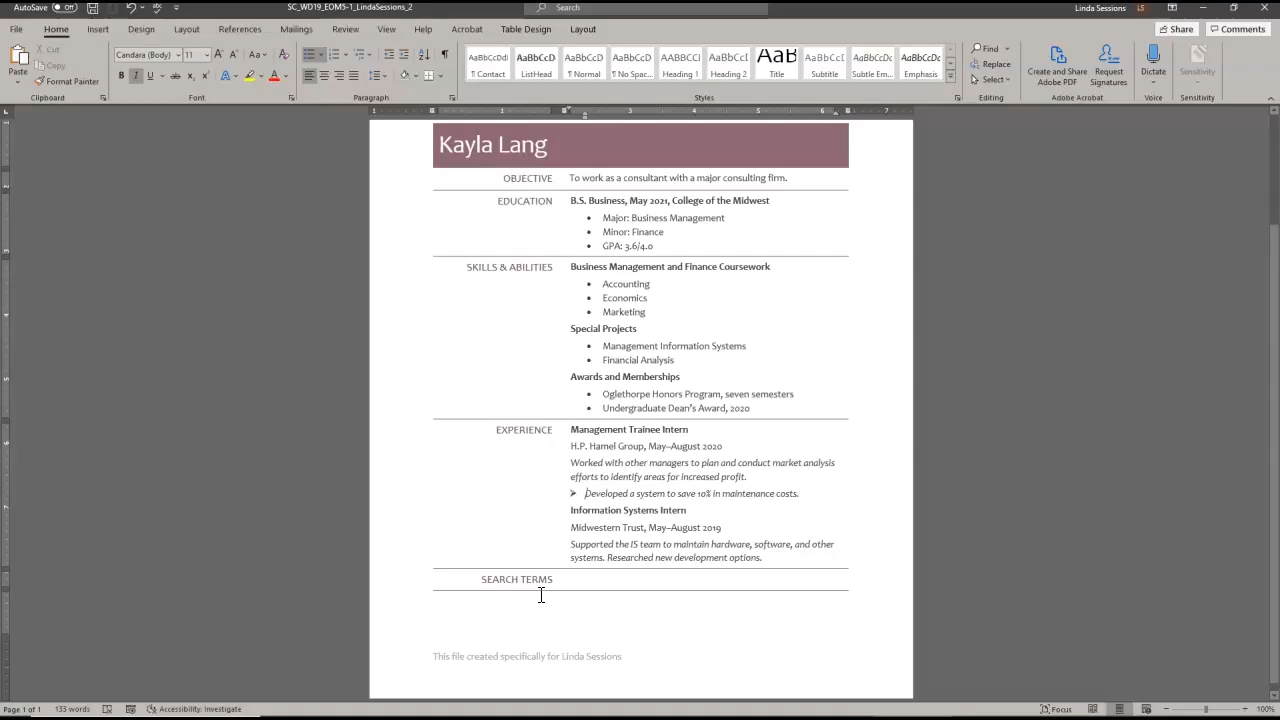 AutoSave Off SC_WD19_EOM5-1_LindaSessions_2 Search Linda Sessions LS
File Home Insert Design Layout References Mailings Review View Help Acrobat Table Design Layout Share Comments
Paste Cut Copy Format Painter Clipboard
Candara (Body) 11 Font
Paragraph
AaBbCcDd ¶ Contact AaBbCcD ListHead AaBbCcD ¶ Normal AaBbCcD ¶ No Spac... AABBCC Heading 1 AaBbCcD Heading 2 AaB Title AaBbCcD Subtitle AaBbCcDc Subtle Em... AaBbCcDc Emphasis Styles
Find Replace Select Editing
Create and Share Adobe PDF Request Signatures Adobe Acrobat
Dictate Voice
Sensitivity Sensitivity
Kayla Lang
OBJECTIVE To work as a consultant with a major consulting firm.
EDUCATION B.S. Business, May 2021, College of the Midwest
• Major: Business Management
• Minor: Finance
• GPA: 3.6/4.0
SKILLS & ABILITIES Business Management and Finance Coursework
• Accounting
• Economics
• Marketing
Special Projects
• Management Information Systems
• Financial Analysis
Awards and Memberships
• Oglethorpe Honors Program, seven semesters
• Undergraduate Dean's Award, 2020
EXPERIENCE Management Trainee Intern
H.P. Hamel Group, May–August 2020
Worked with other managers to plan and conduct market analysis
efforts to identify areas for increased profit.
➤ Developed a system to save 10% in maintenance costs.
Information Systems Intern
Midwestern Trust, May–August 2019
Supported the IS team to maintain hardware, software, and other
systems. Researched new development options.
SEARCH TERMS
This file created specifically for Linda Sessions
Page 1 of 1 133 words Accessibility: Investigate Focus 100%